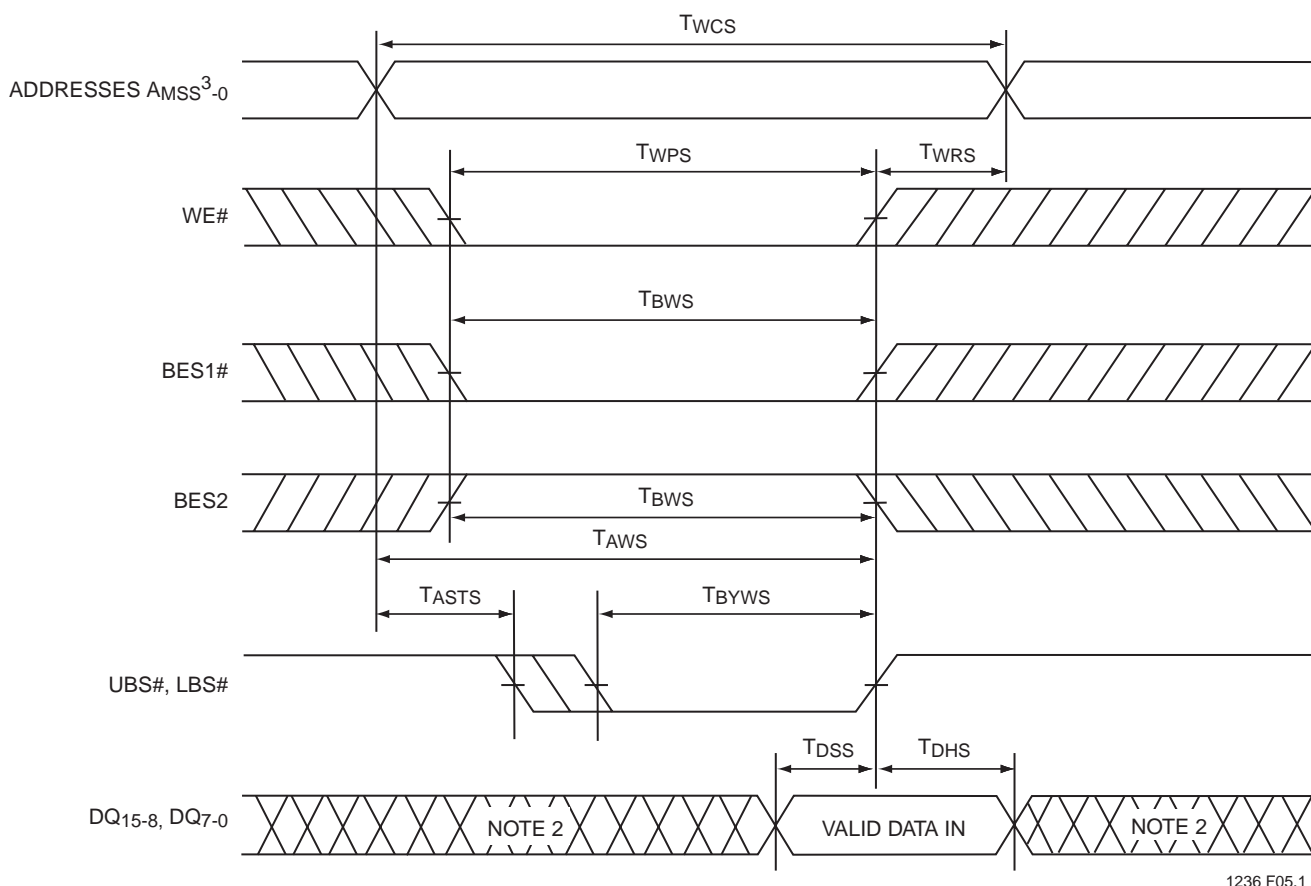 TWCS
ADDRESSES AMSS3-0
TWPS
TWRS
WE#
TBWS
BES1#
BES2
TBWS
TAWS
TASTS
TBYWS
UBS#, LBS#
TDSS
TDHS
DQ15-8, DQ7-0
NOTE 2
VALID DATA IN
NOTE 2
1236 F05.1